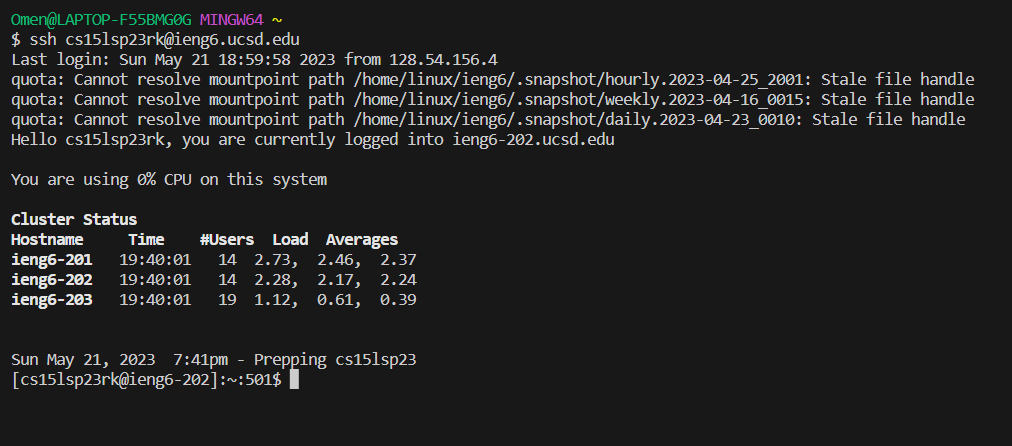 Omen@LAPTOP-F55BMG0G MINGW64 ~
$ ssh cs15lsp23rk@ieng6.ucsd.edu
Last login: Sun May 21 18:59:58 2023 from 128.54.156.4
quota: Cannot resolve mountpoint path /home/linux/ieng6/.snapshot/hourly.2023-04-25_2001: Stale file handle
quota: Cannot resolve mountpoint path /home/linux/ieng6/.snapshot/weekly.2023-04-16_0015: Stale file handle
quota: Cannot resolve mountpoint path /home/linux/ieng6/.snapshot/daily.2023-04-23_0010: Stale file handle
Hello cs15lsp23rk, you are currently logged into ieng6-202.ucsd.edu
You are using 0% CPU on this system
Cluster Status
Hostname     Time    #Users  Load  Averages
ieng6-201   19:40:01   14  2.73,  2.46,  2.37
ieng6-202   19:40:01   14  2.28,  2.17,  2.24
ieng6-203   19:40:01   19  1.12,  0.61,  0.39
Sun May 21, 2023  7:41pm - Prepping cs15lsp23
[cs15lsp23rk@ieng6-202]:~:501$